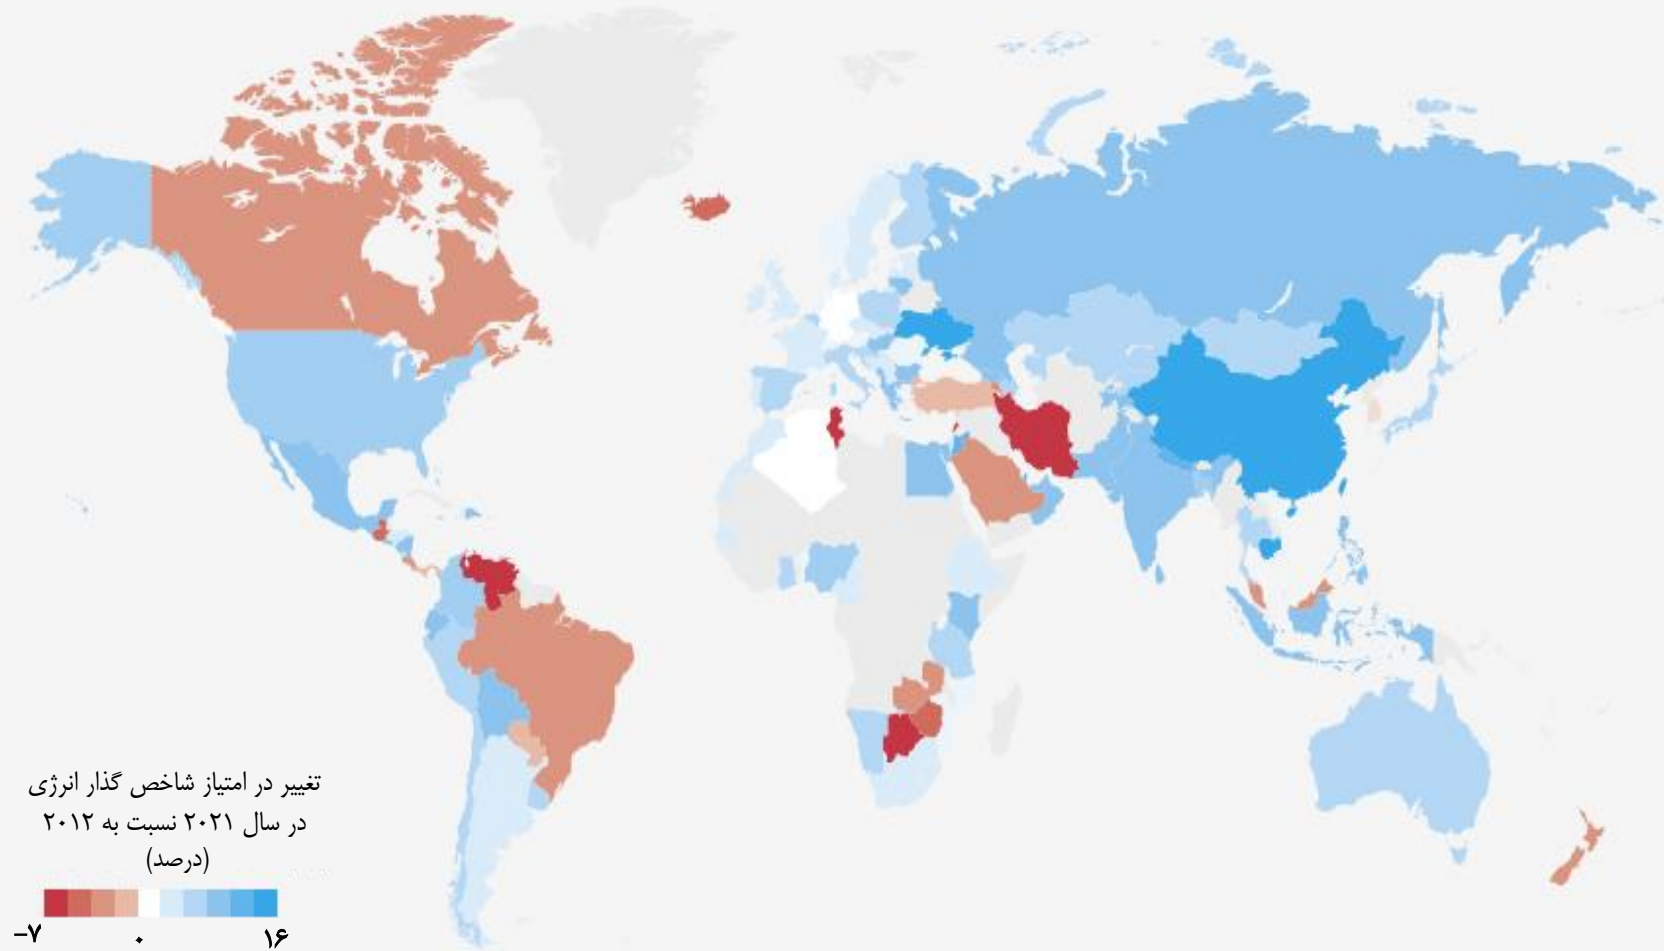 تغییر در امتیاز شاخص گذار انرژی
در سال ۲۰۲۱ نسبت به ۲۰۱۲
(درصد)
-۷ ۰ ۱۶